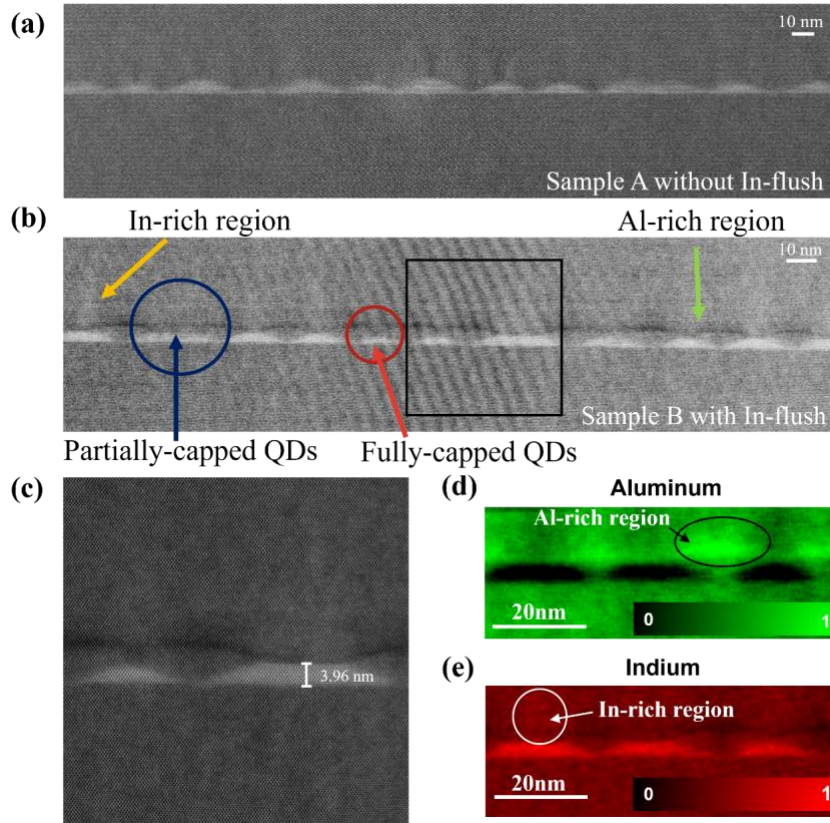 (a)
10 nm
Sample A without In-flush
(b)
In-rich region
Al-rich region
10 nm
Sample B with In-flush
Partially-capped QDs
Fully-capped QDs
(c)
3.96 nm
(d)
Aluminum
Al-rich region
20nm
0
1
(e)
Indium
In-rich region
20nm
0
1